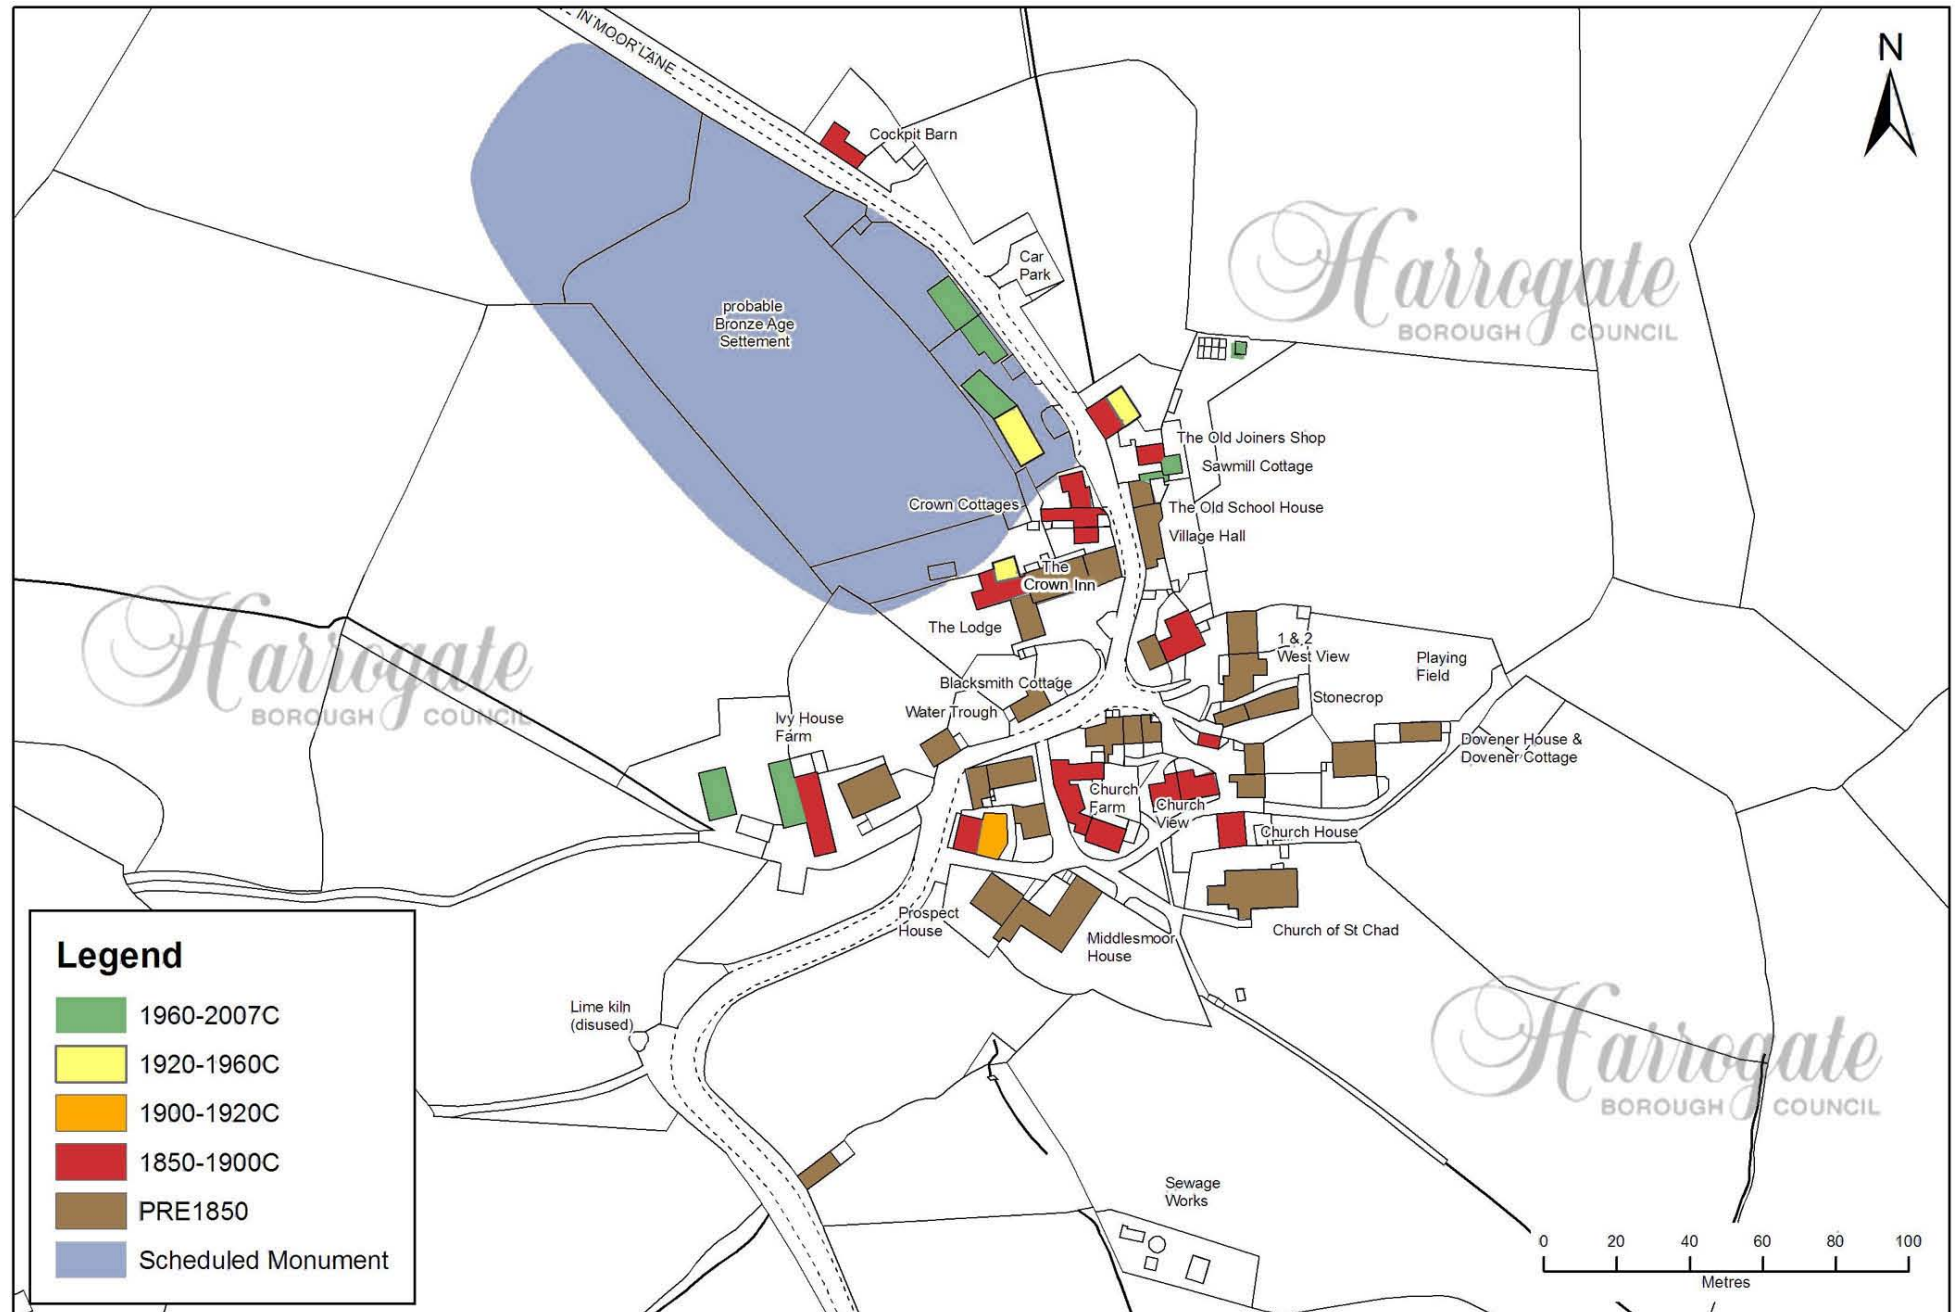 IN MOOR LANE
N
Cockpit Barn
Car
Park
Harrogate
BOROUGH COUNCIL
probable
Bronze Age
Settement
The Old Joiners Shop
Sawmill Cottage
Crown Cottages
The Old School House
Village Hall
The
Crown Inn
The Lodge
1 & 2
West View
Playing
Field
Harrogate
BOROUGH COUNCIL
Blacksmith Cottage
Stonecrop
Water Trough
Ivy House
Farm
Dovener House &
Dovener Cottage
Church
Farm
Church
View
Church House
Prospect
House
Middlesmoor
House
Church of St Chad
Lime kiln
(disused)
Harrogate
BOROUGH COUNCIL
Sewage
Works
Legend
1960-2007C
1920-1960C
1900-1920C
1850-1900C
PRE1850
Scheduled Monument
0 20 40 60 80 100
Metres